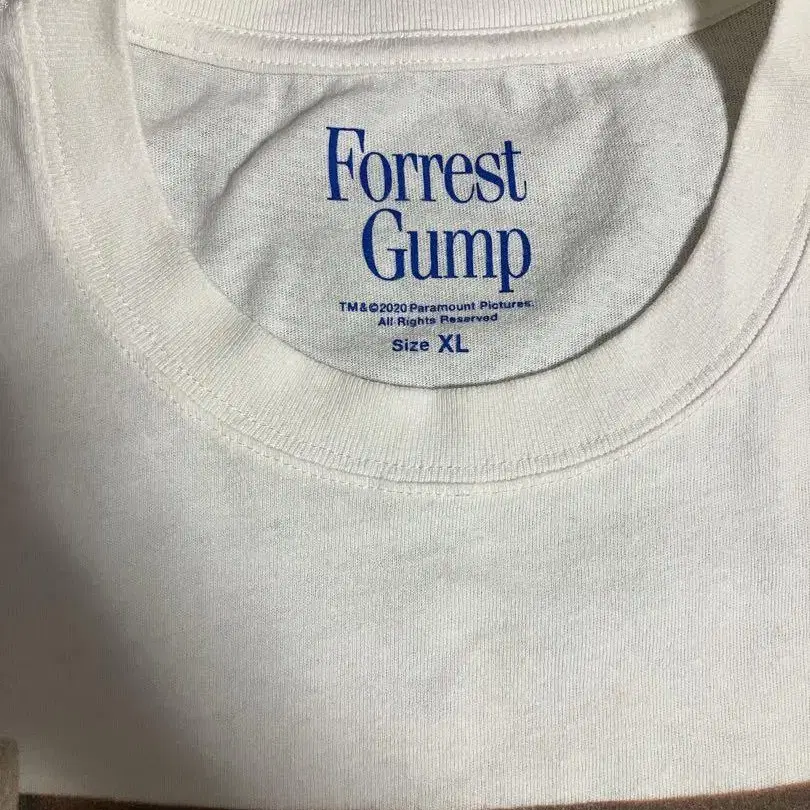 Forrest
Gump
TM&©2020 Paramount Pictures.
All Rights Reserved
Size XL